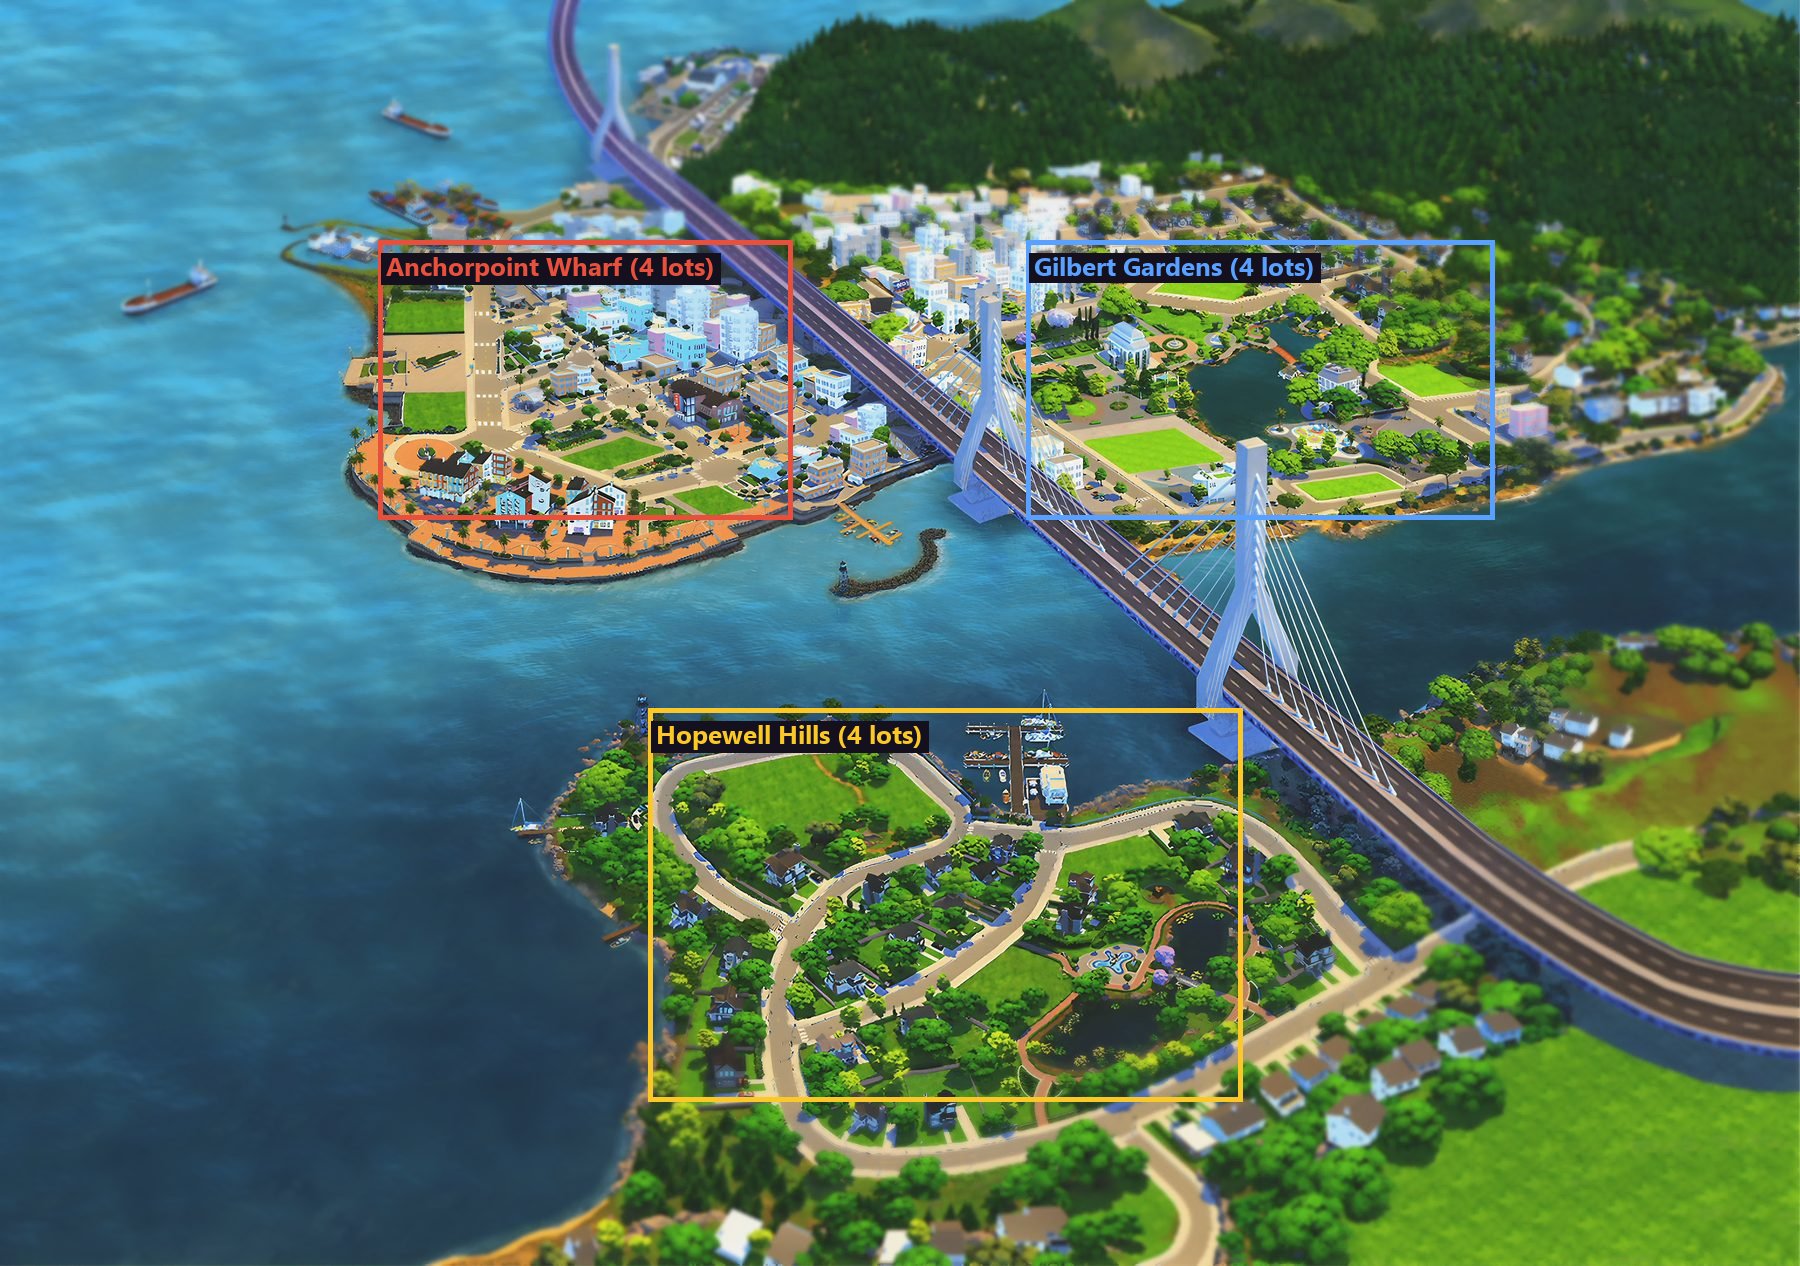 Anchorpoint Wharf (4 lots)
Gilbert Gardens (4 lots)
Hopewell Hills (4 lots)